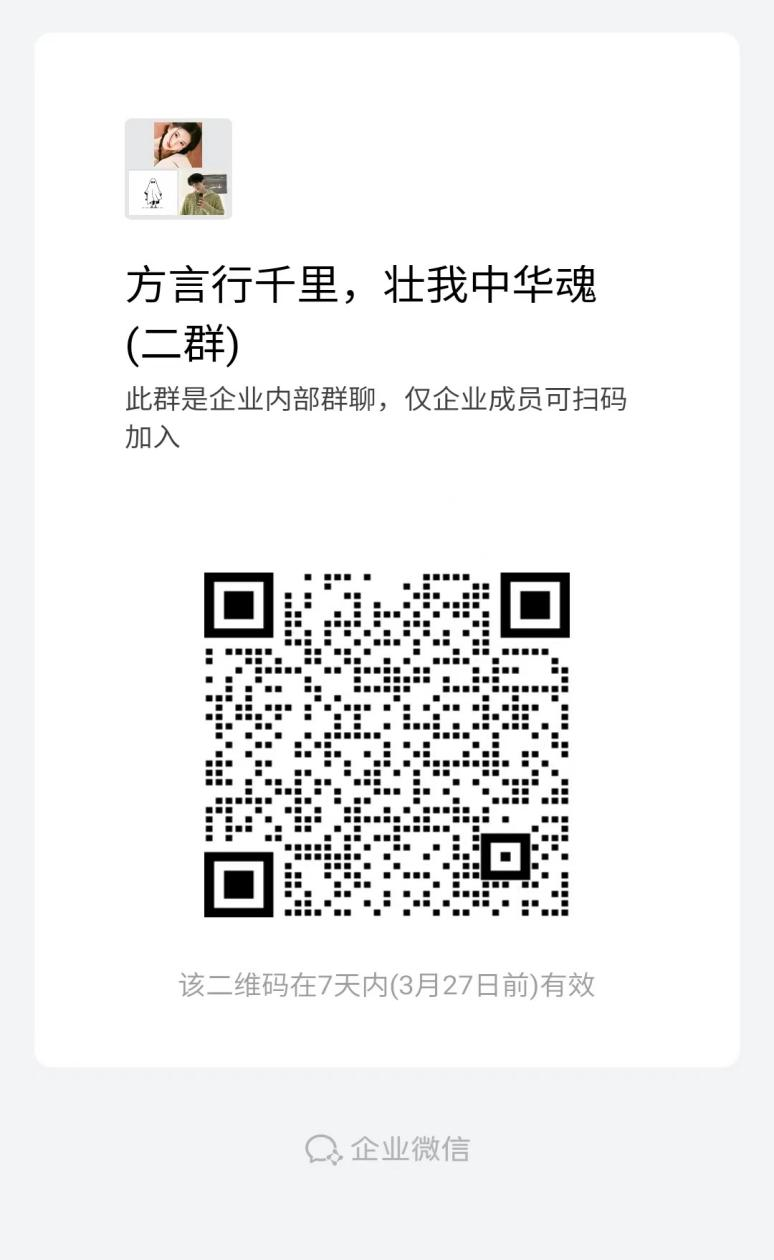 方言行千里，壮我中华魂
(二群)
此群是企业内部群聊，仅企业成员可扫码
加入
该二维码在7天内(3月27日前)有效
企业微信